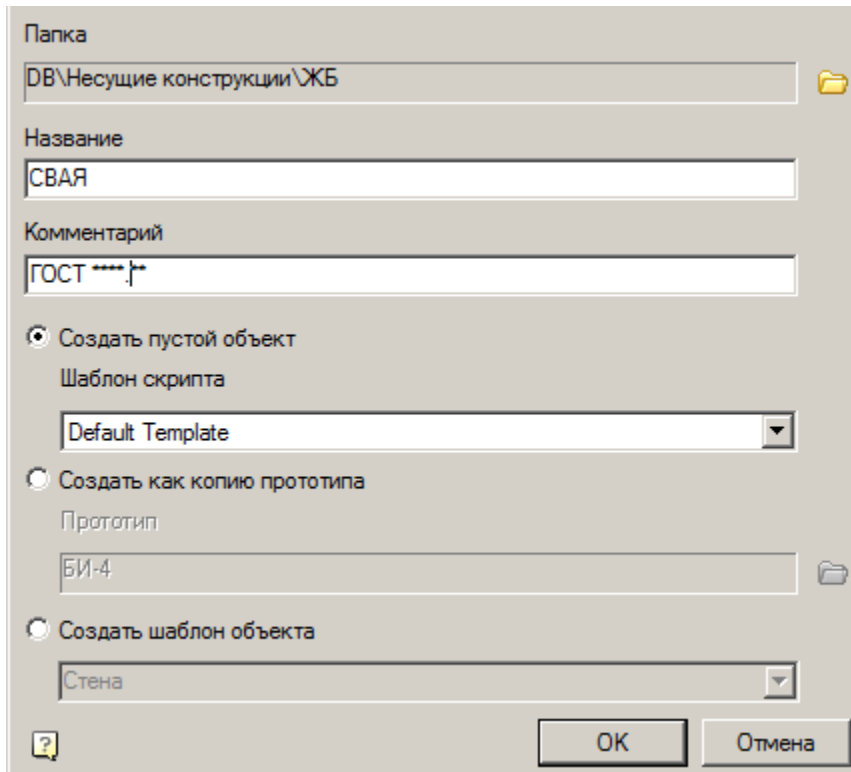 Папка
DB\Несущие конструкции\ЖБ
Название
СВАЯ
Комментарий
ГОСТ ****.**
Создать пустой объект
Шаблон скрипта
Default Template
Создать как копию прототипа
Прототип
БИ-4
Создать шаблон объекта
Стена
?
OK
Отмена